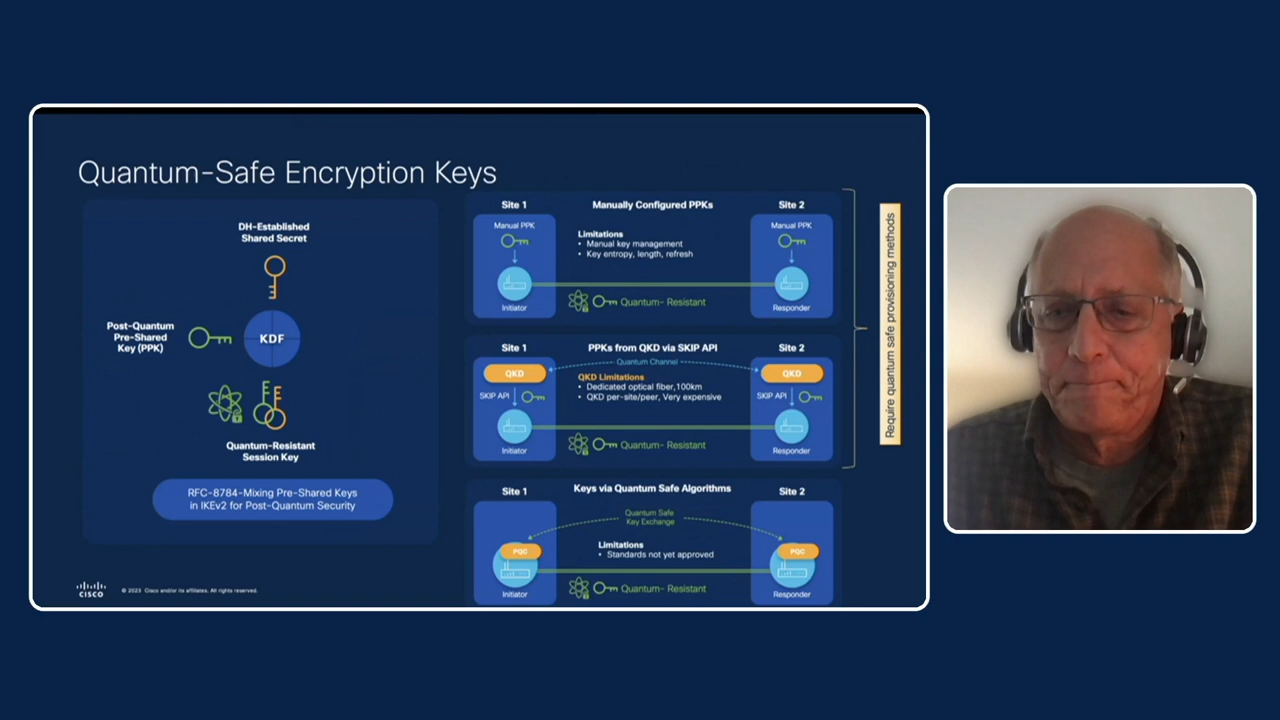 Quantum-Safe Encryption Keys
DH-Established
Shared Secret
Post-Quantum
Pre-Shared
Key (PPK)
KDF
Quantum-Resistant
Session Key
RFC-8784-Mixing Pre-Shared Keys
in IKEv2 for Post-Quantum Security
Site 1
Manually Configured PPKs
Site 2
Manual PPK
Limitations
• Manual key management
• Key entropy, length, refresh
Manual PPK
Quantum- Resistant
Initiator
Responder
Site 1
PPKs from QKD via SKIP API
Site 2
Quantum Channel
QKD
QKD Limitations
• Dedicated optical fiber,100km
• QKD per-site/peer, Very expensive
QKD
SKIP API
SKIP API
Quantum- Resistant
Initiator
Responder
Site 1
Keys via Quantum Safe Algorithms
Site 2
Quantum Safe
Key Exchange
PQC
Limitations
• Standards not yet approved
PQC
Quantum- Resistant
Initiator
Responder
Require quantum safe provisioning methods
CISCO
© 2023 Cisco and/or its affiliates. All rights reserved.